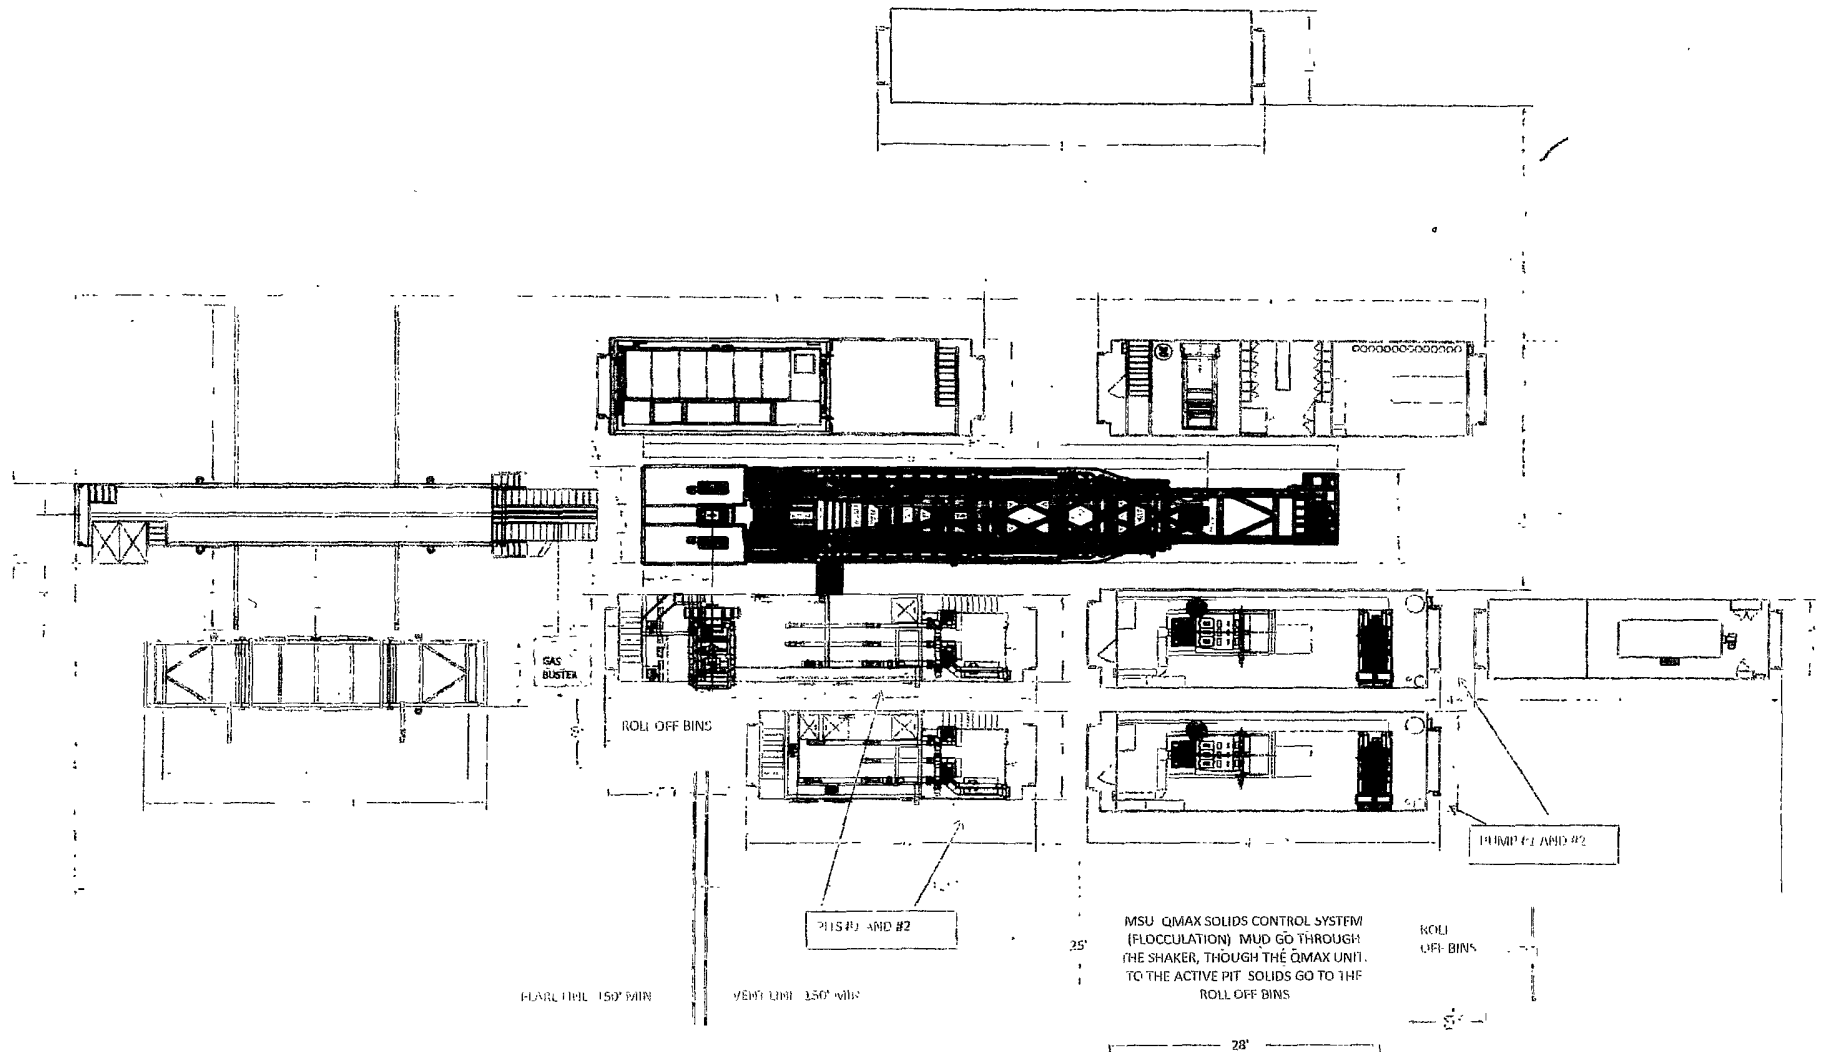 GAS
BUSTER
ROLL OFF BINS
PUMP #1 AND #2
PITS #1 AND #2
MSU QMAX SOLIDS CONTROL SYSTEM
(FLOCCULATION) MUD GO THROUGH
THE SHAKER, THOUGH THE QMAX UNIT.
TO THE ACTIVE PIT SOLIDS GO TO THE
ROLL OFF BINS
ROLL
OFF BINS
25'
FLARE LINE 150' MIN
VENT LINE 150' MIN
28'